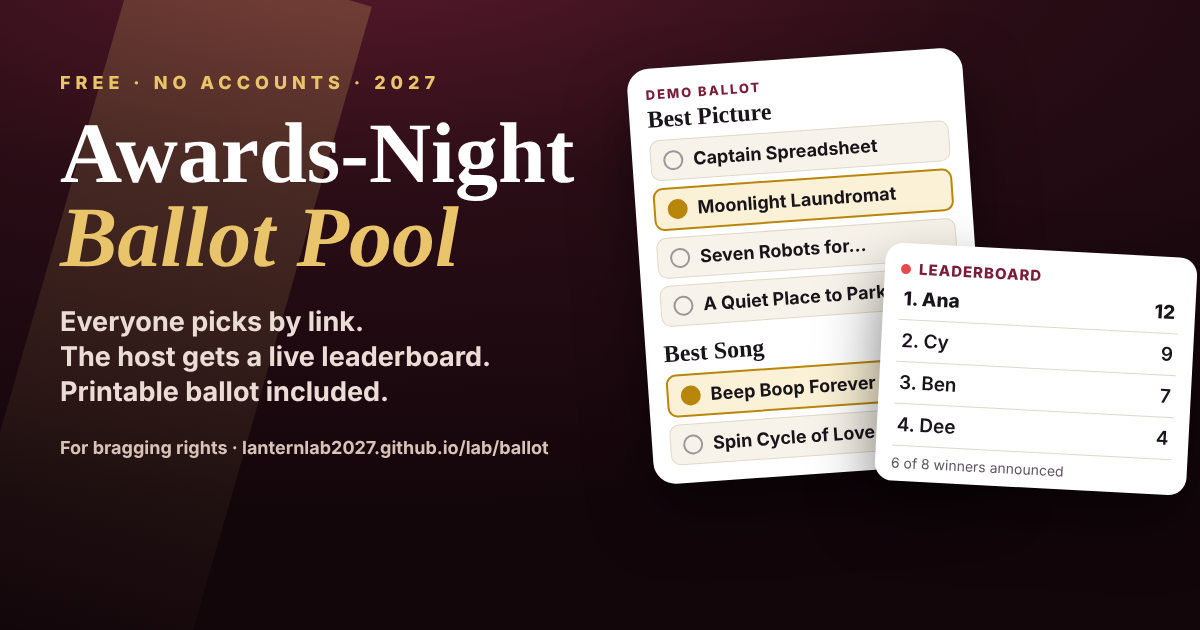 FREE · NO ACCOUNTS · 2027
Awards-Night
Ballot Pool
Everyone picks by link.
The host gets a live leaderboard.
Printable ballot included.
For bragging rights · lanternlab2027.github.io/lab/ballot
DEMO BALLOT
Best Picture
Captain Spreadsheet
Moonlight Laundromat
Seven Robots for…
A Quiet Place to Park
Best Song
Beep Boop Forever
Spin Cycle of Love
LEADERBOARD
1. Ana 12
2. Cy 9
3. Ben 7
4. Dee 4
6 of 8 winners announced